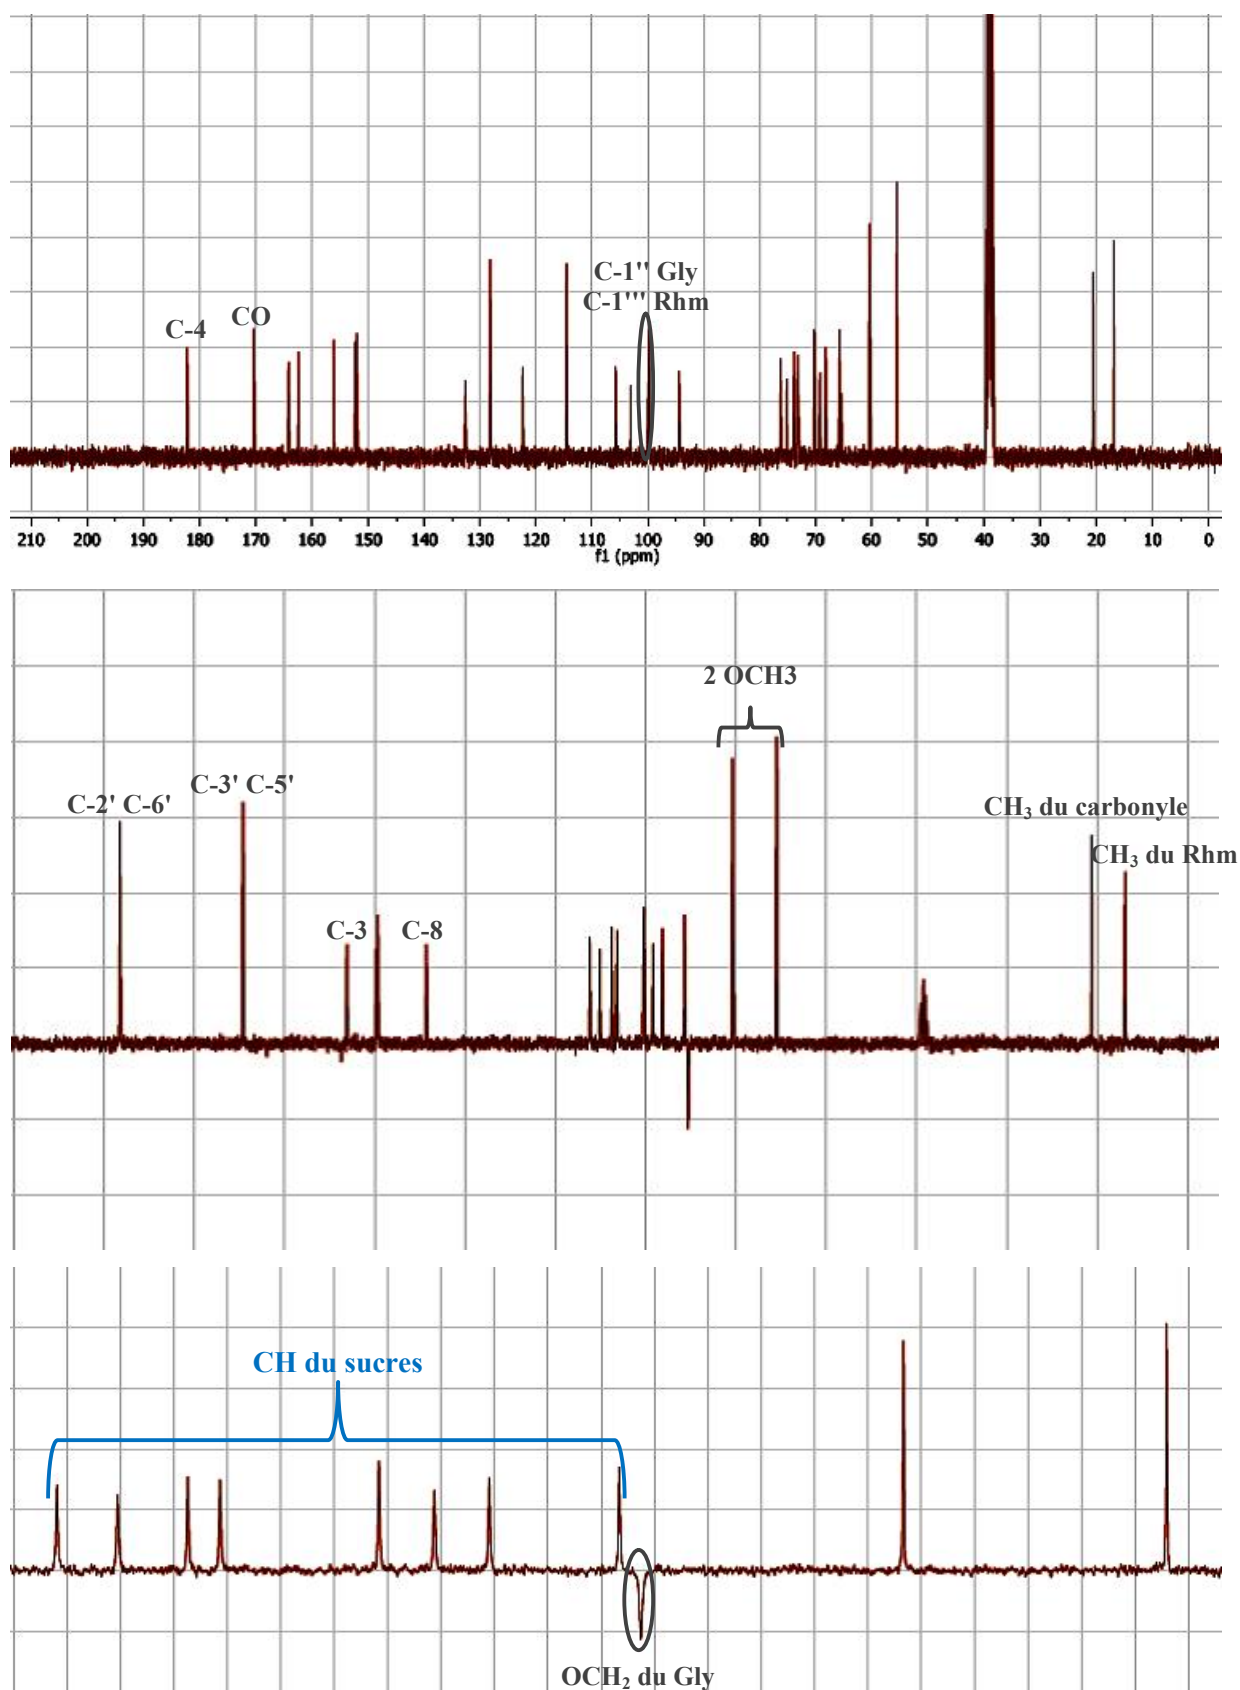 C-1'' Gly
C-1''' Rhm
C-4
CO
210 200 190 180 170 160 150 140 130 120 110 100 90 80 70 60 50 40 30 20 10 0
f1 (ppm)
2 OCH3
C-2' C-6'
C-3' C-5'
CH₃ du carbonyle
CH₃ du Rhm
C-3
C-8
CH du sucres
OCH₂ du Gly